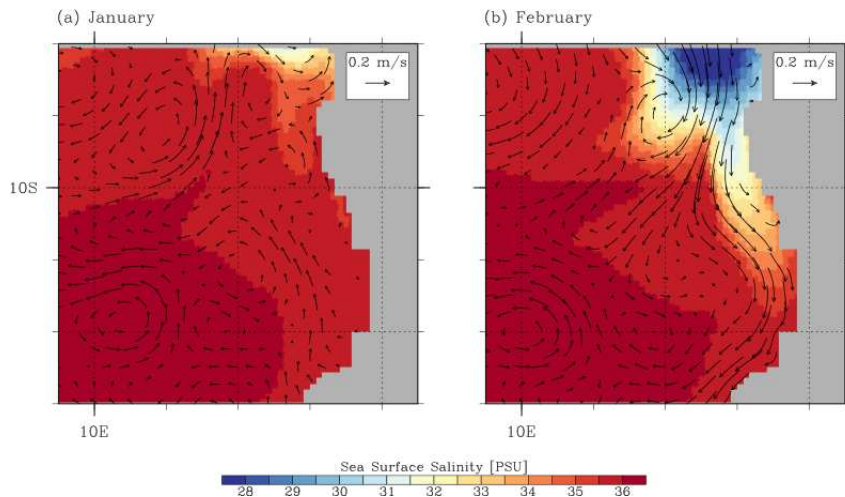 (a) January
(b) February
0.2 m/s
0.2 m/s
10S
10E
10E
Sea Surface Salinity [PSU]
28 29 30 31 32 33 34 35 36